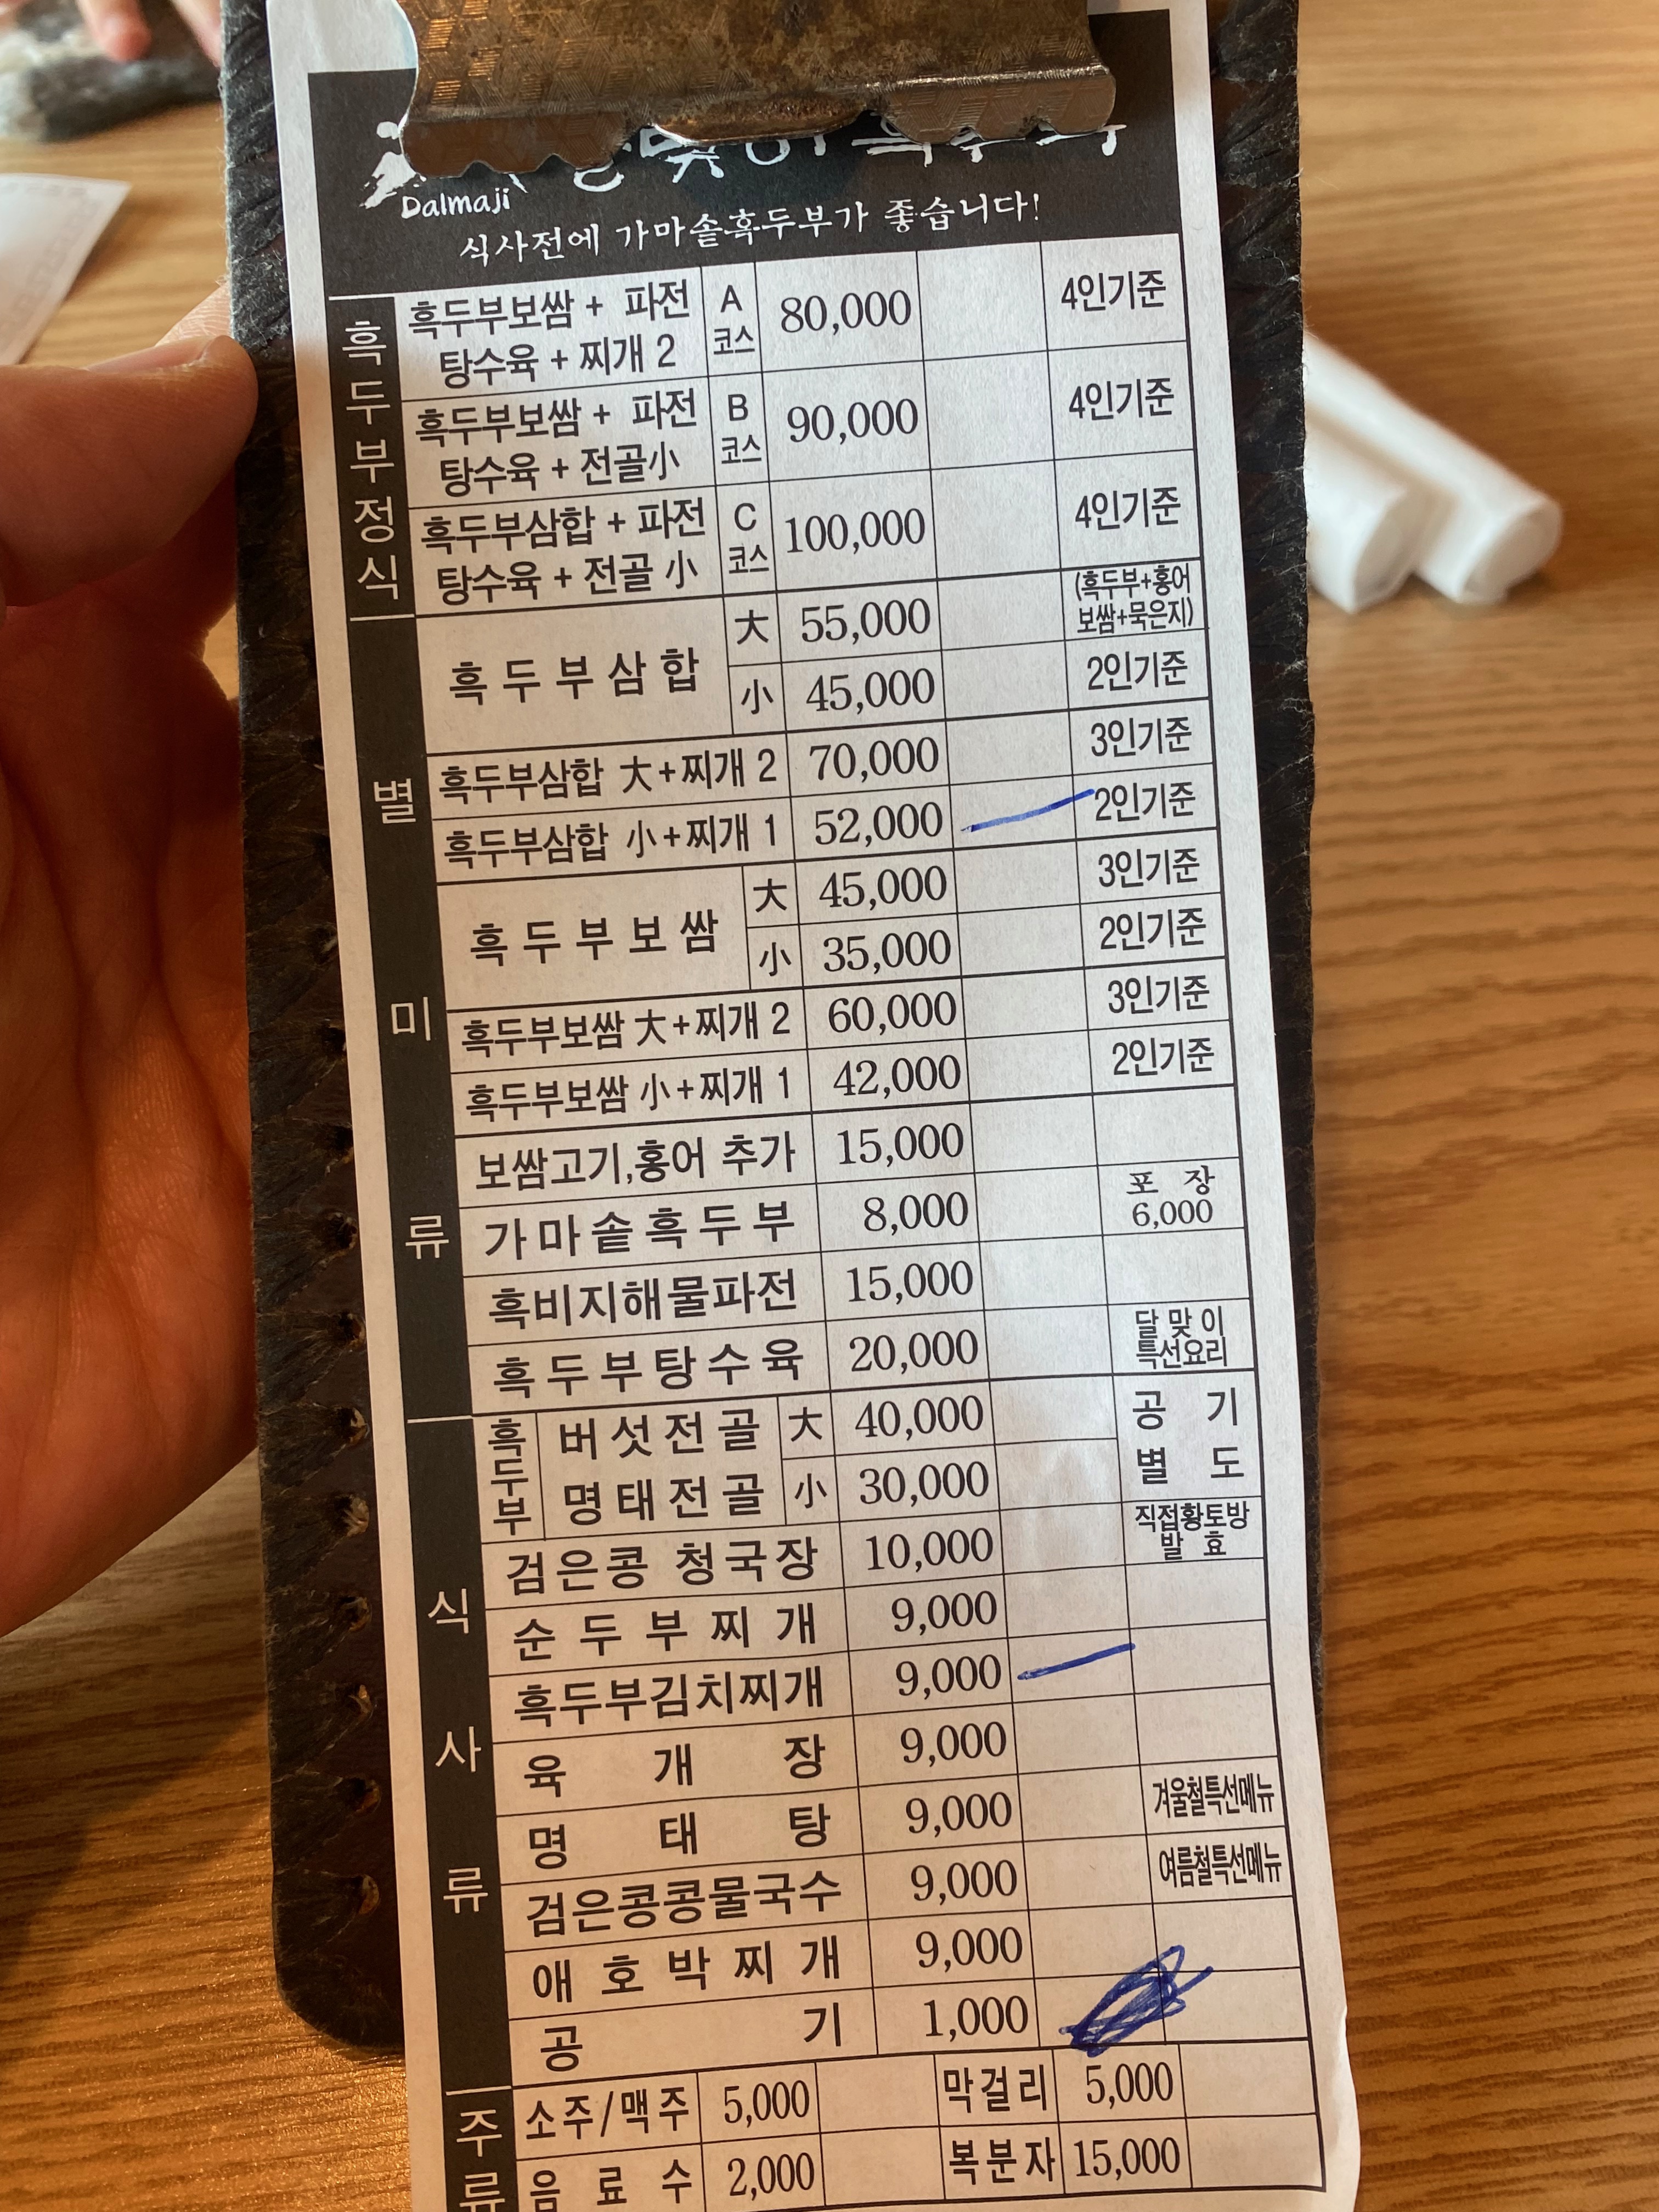 Dalmaji
식사전에 가마솥흑두부가 좋습니다!
흑두부정식
흑두부보쌈 + 파전 A 80,000 4인기준
탕수육 + 찌개 2 코스
흑두부보쌈 + 파전 B 90,000 4인기준
탕수육 + 전골小 코스
흑두부삼합 + 파전 C 100,000 4인기준
탕수육 + 전골 小 코스
별미류
흑두부삼합 大 55,000 (흑두부+홍어
보쌈+묵은지)
小 45,000 2인기준
흑두부삼합 大+찌개 2 70,000 3인기준
흑두부삼합 小+찌개 1 52,000 2인기준
흑두부보쌈 大 45,000 3인기준
小 35,000 2인기준
흑두부보쌈 大+찌개 2 60,000 3인기준
흑두부보쌈 小+찌개 1 42,000 2인기준
보쌈고기,홍어 추가 15,000
가마솥흑두부 8,000 포장
6,000
흑비지해물파전 15,000
흑두부탕수육 20,000 달맞이
특선요리
식사류
흑두부 버섯전골 大 40,000 공기
명태전골 小 30,000 별도
검은콩 청국장 10,000 직접황토방
발효
순두부찌개 9,000
흑두부김치찌개 9,000
육개장 9,000
명태탕 9,000 겨울철특선메뉴
검은콩콩물국수 9,000 여름철특선메뉴
애호박찌개 9,000
공기 1,000
주류
소주/맥주 5,000 막걸리 5,000
음료수 2,000 복분자 15,000